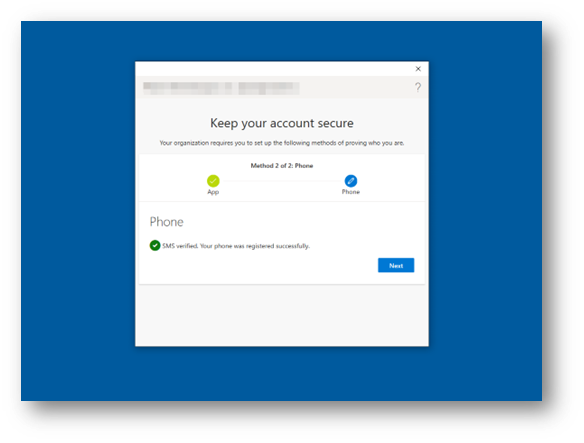 Keep your account secure
Your organization requires you to set up the following methods of proving who you are.
Method 2 of 2: Phone
App
Phone
Phone
SMS verified. Your phone was registered successfully.
Next